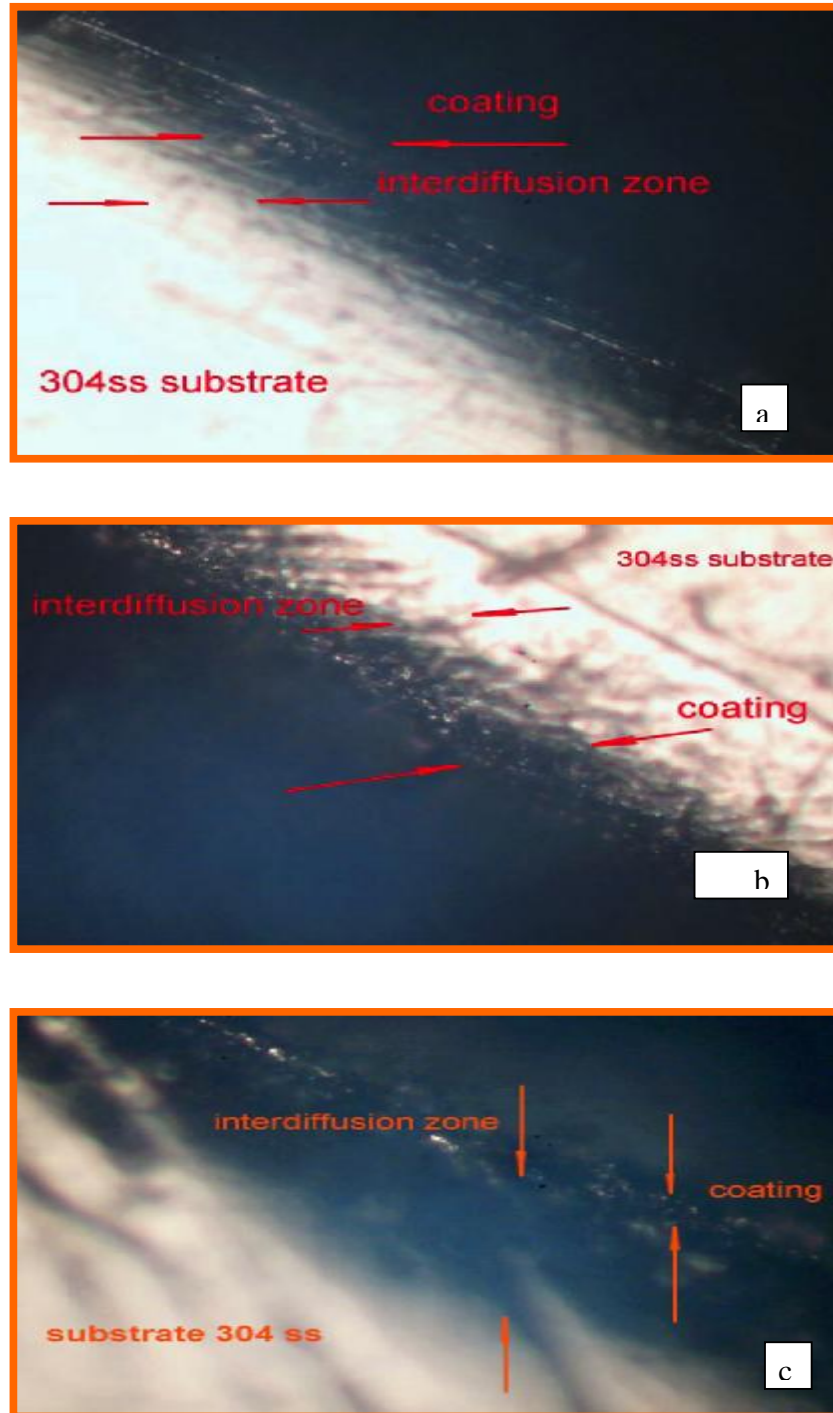 coating
interdiffusion zone
304ss substrate
a
304ss substrate
interdiffusion zone
coating
b
interdiffusion zone
coating
substrate 304 ss
c